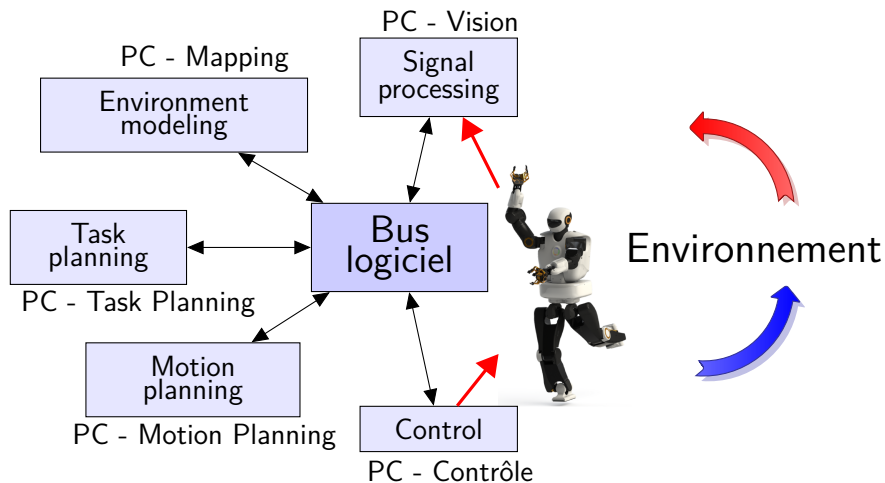 PC - Vision
Signal
processing
PC - Mapping
Environment
modeling
Task
planning
PC - Task Planning
Bus
logiciel
Environnement
Motion
planning
PC - Motion Planning
Control
PC - Contrôle